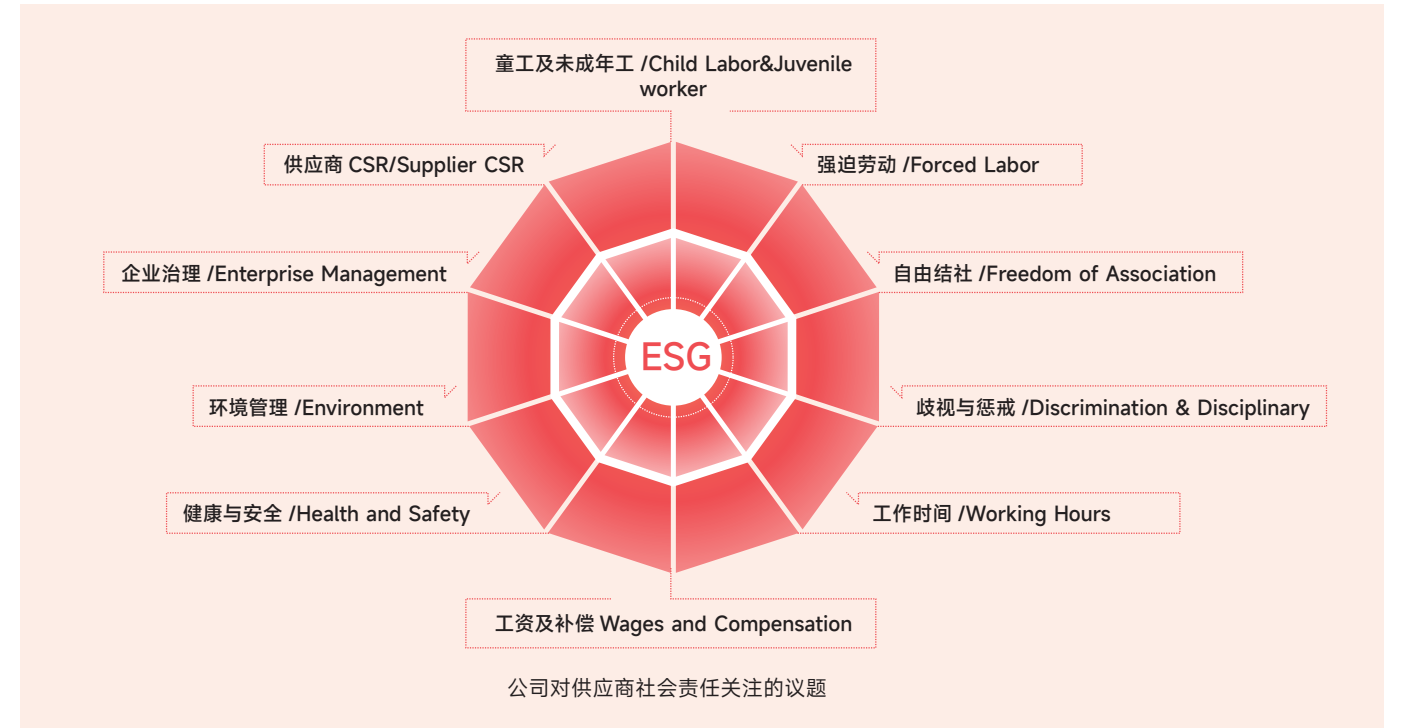 童工及未成年工 /Child Labor&Juvenile
worker
供应商 CSR/Supplier CSR
强迫劳动 /Forced Labor
企业治理 /Enterprise Management
自由结社 /Freedom of Association
ESG
环境管理 /Environment
歧视与惩戒 /Discrimination & Disciplinary
健康与安全 /Health and Safety
工作时间 /Working Hours
工资及补偿 Wages and Compensation
公司对供应商社会责任关注的议题